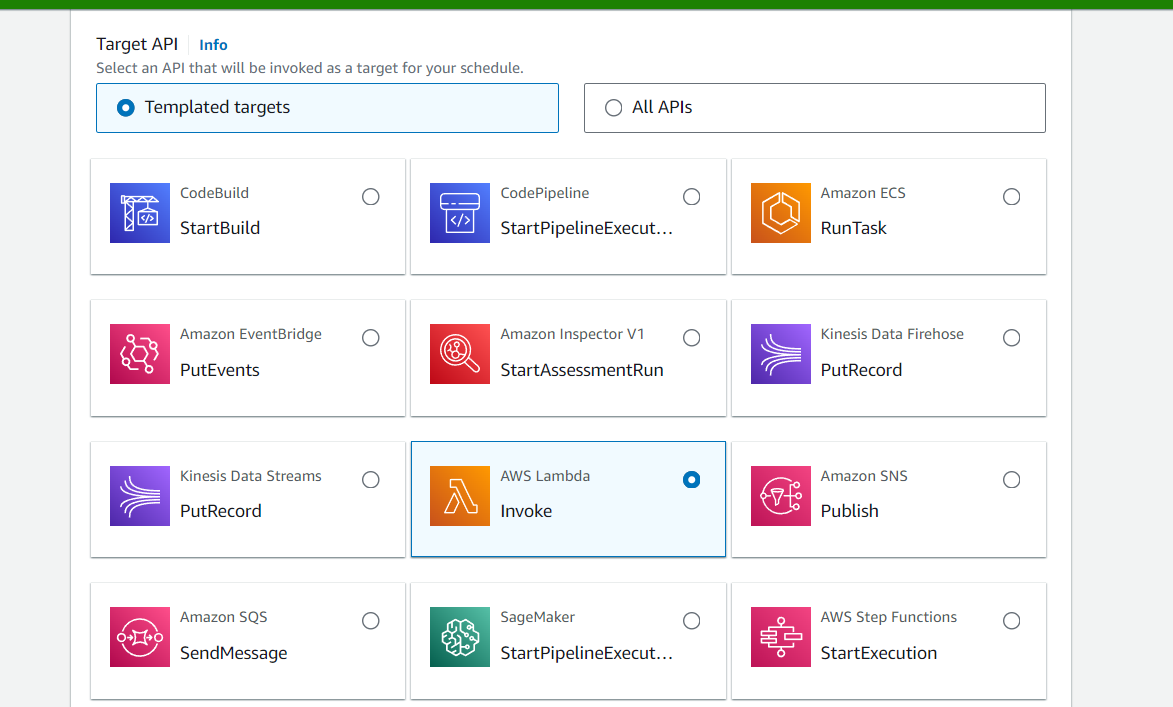 Target API Info
Select an API that will be invoked as a target for your schedule.
Templated targets
All APIs
CodeBuild
StartBuild
CodePipeline
StartPipelineExecut...
Amazon ECS
RunTask
Amazon EventBridge
PutEvents
Amazon Inspector V1
StartAssessmentRun
Kinesis Data Firehose
PutRecord
Kinesis Data Streams
PutRecord
AWS Lambda
Invoke
Amazon SNS
Publish
Amazon SQS
SendMessage
SageMaker
StartPipelineExecut...
AWS Step Functions
StartExecution